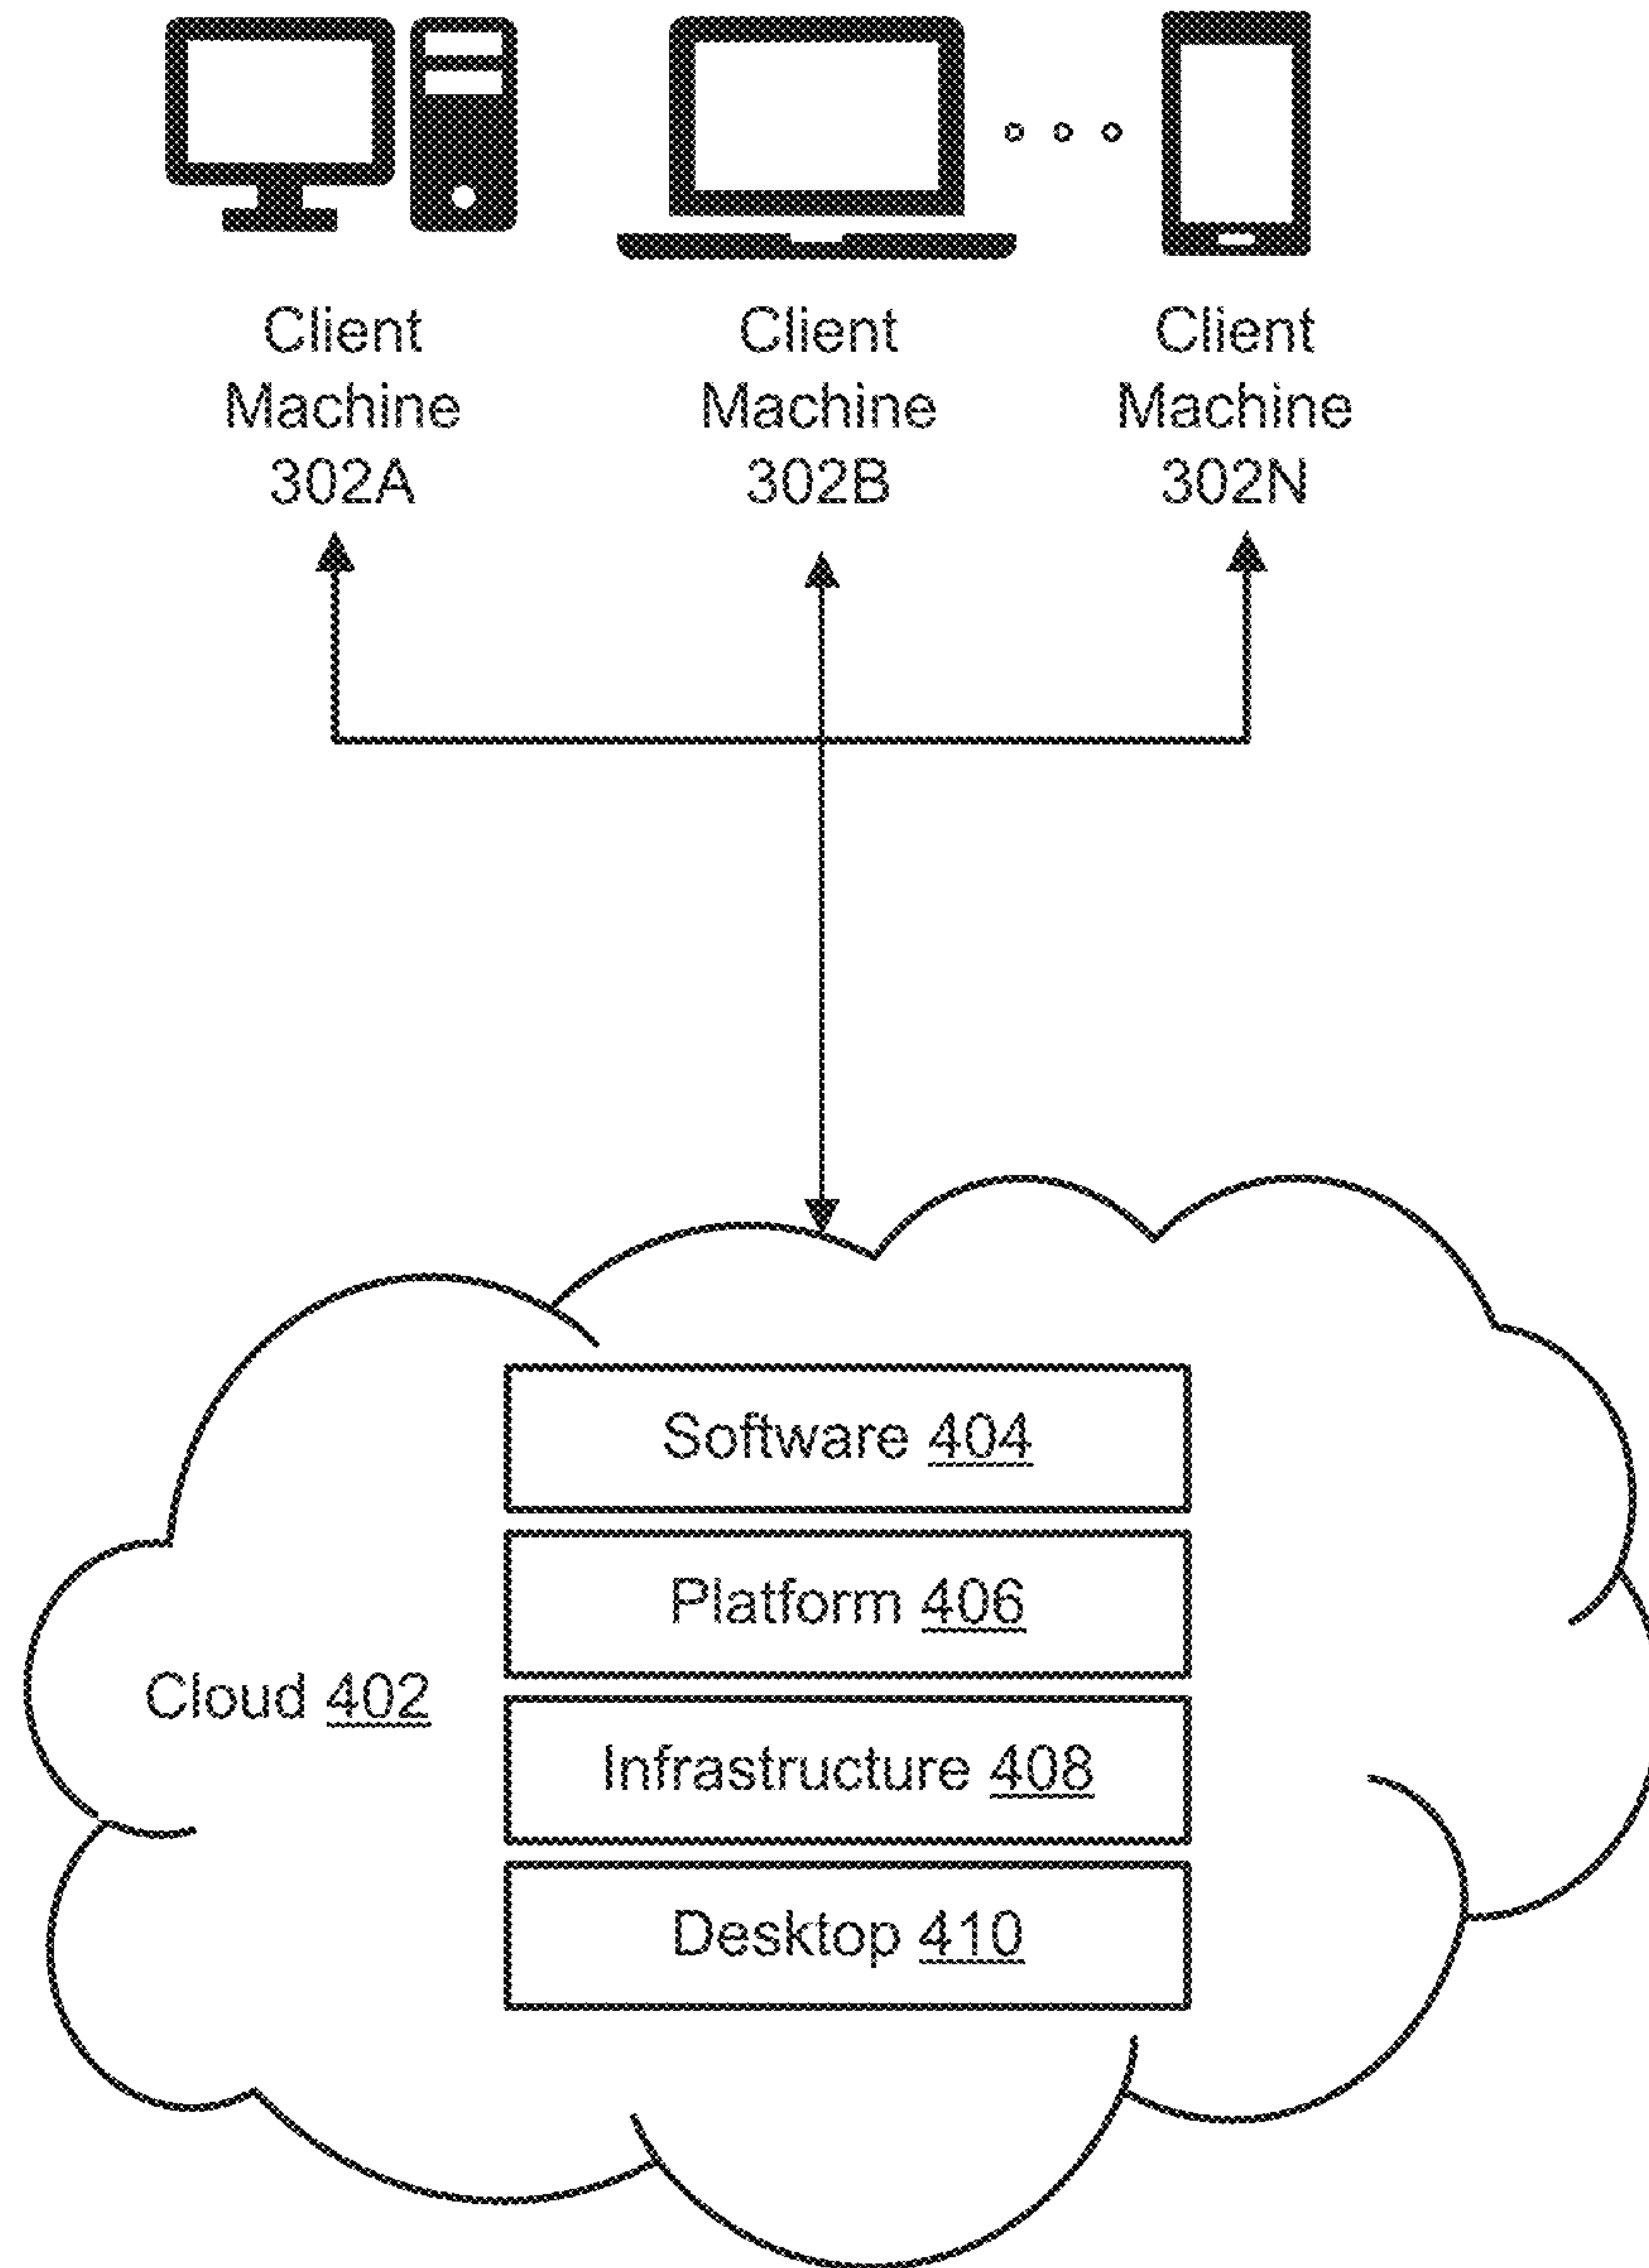 Client
Machine
302A
Client
Machine
302B
Client
Machine
302N
Software 404
Platform 406
Cloud 402
Infrastructure 408
Desktop 410